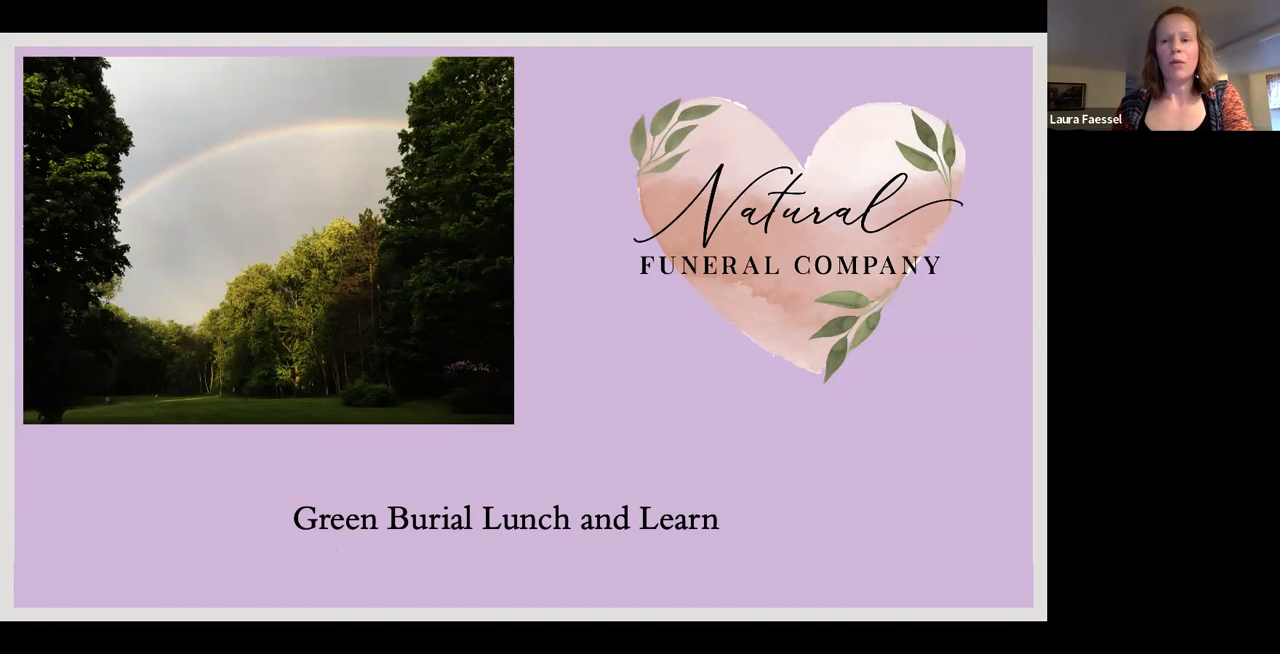 Laura Faessel
Natural
FUNERAL COMPANY
Green Burial Lunch and Learn